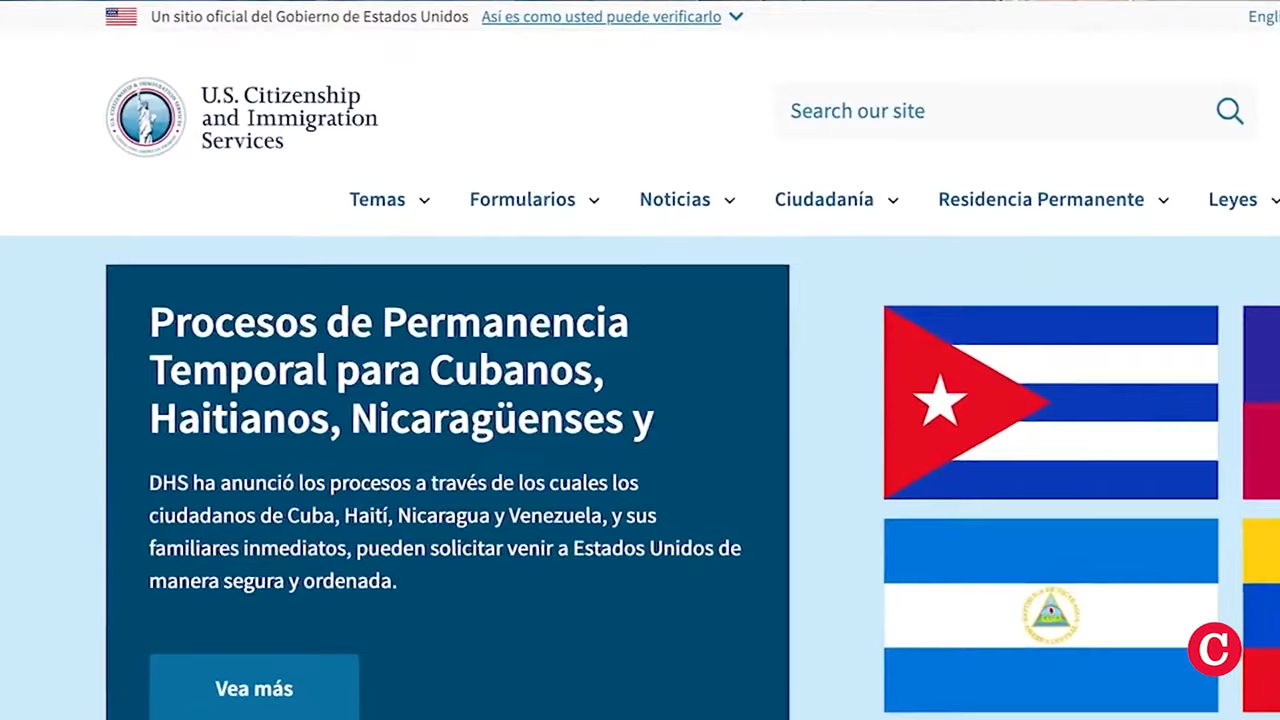 Un sitio oficial del Gobierno de Estados Unidos Así es como usted puede verificarlo
U.S. Citizenship
and Immigration
Services
Search our site
Temas Formularios Noticias Ciudadanía Residencia Permanente Leyes
Procesos de Permanencia
Temporal para Cubanos,
Haitianos, Nicaragüenses y
DHS ha anunció los procesos a través de los cuales los
ciudadanos de Cuba, Haití, Nicaragua y Venezuela, y sus
familiares inmediatos, pueden solicitar venir a Estados Unidos de
manera segura y ordenada.
Vea más
C